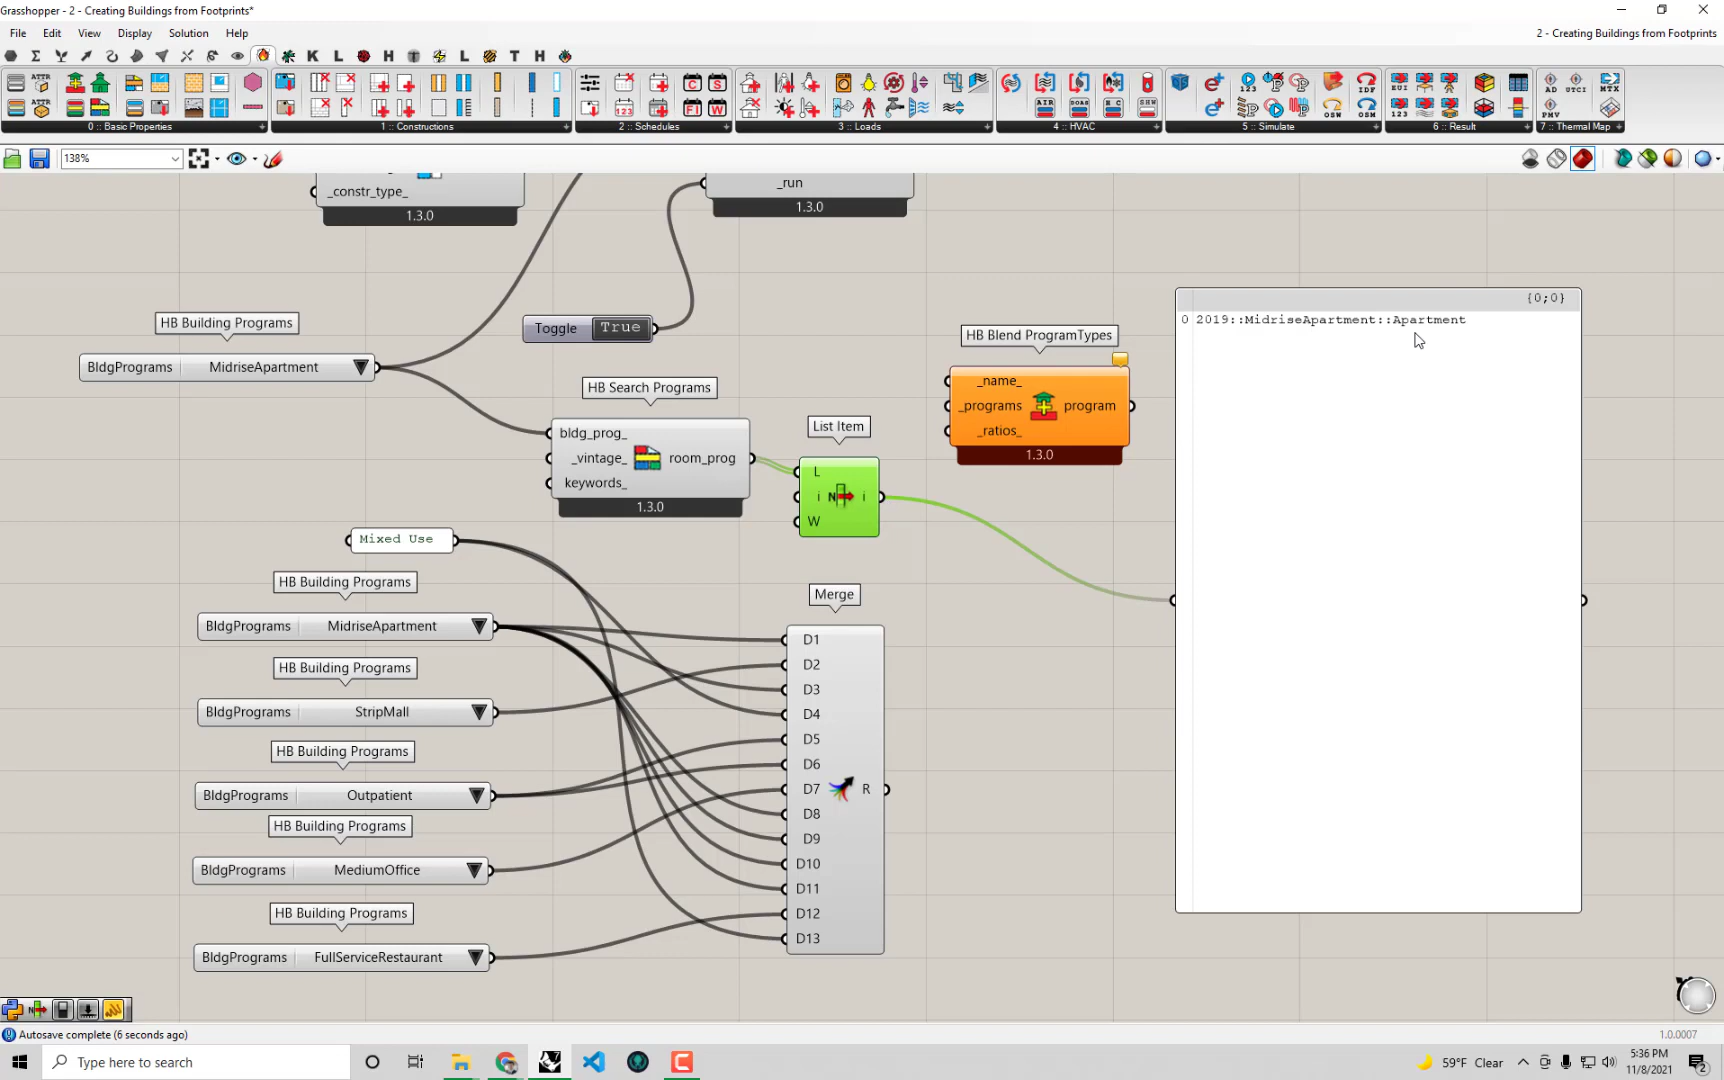 Grasshopper - 2 - Creating Buildings from Footprints*
File Edit View Display Solution Help
2 - Creating Buildings from Footprints*
K L H L T H
0 :: Basic Properties
1 :: Constructions
2 :: Schedules
3 :: Loads
4 :: HVAC
5 :: Simulate
6 :: Result
7 :: Thermal Map
138%
_constr_type_
1.3.0
_run
1.3.0
HB Building Programs
BldgPrograms MidriseApartment
Toggle True
HB Search Programs
bldg_prog_
_vintage_
keywords_
room_prog
1.3.0
List Item
L
i N i
W
HB Blend ProgramTypes
_name_
_programs
_ratios_
program
1.3.0
{0;0}
0 2019::MidriseApartment::Apartment
Mixed Use
HB Building Programs
BldgPrograms MidriseApartment
HB Building Programs
BldgPrograms StripMall
HB Building Programs
BldgPrograms Outpatient
HB Building Programs
BldgPrograms MediumOffice
HB Building Programs
BldgPrograms FullServiceRestaurant
Merge
D1
D2
D3
D4
D5
D6
D7 R
D8
D9
D10
D11
D12
D13
Autosave complete (6 seconds ago)
1.0.0007
Type here to search
59°F Clear
5:36 PM
11/8/2021
2